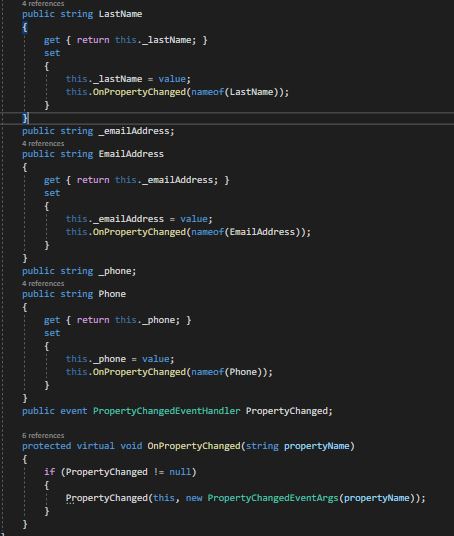 4 references
public string LastName
{
get { return this._lastName; }
set
{
this._lastName = value;
this.OnPropertyChanged(nameof(LastName));
}
}
public string _emailAddress;
4 references
public string EmailAddress
{
get { return this._emailAddress; }
set
{
this._emailAddress = value;
this.OnPropertyChanged(nameof(EmailAddress));
}
}
public string _phone;
4 references
public string Phone
{
get { return this._phone; }
set
{
this._phone = value;
this.OnPropertyChanged(nameof(Phone));
}
}
public event PropertyChangedEventHandler PropertyChanged;
6 references
protected virtual void OnPropertyChanged(string propertyName)
{
if (PropertyChanged != null)
{
PropertyChanged(this, new PropertyChangedEventArgs(propertyName));
}
}